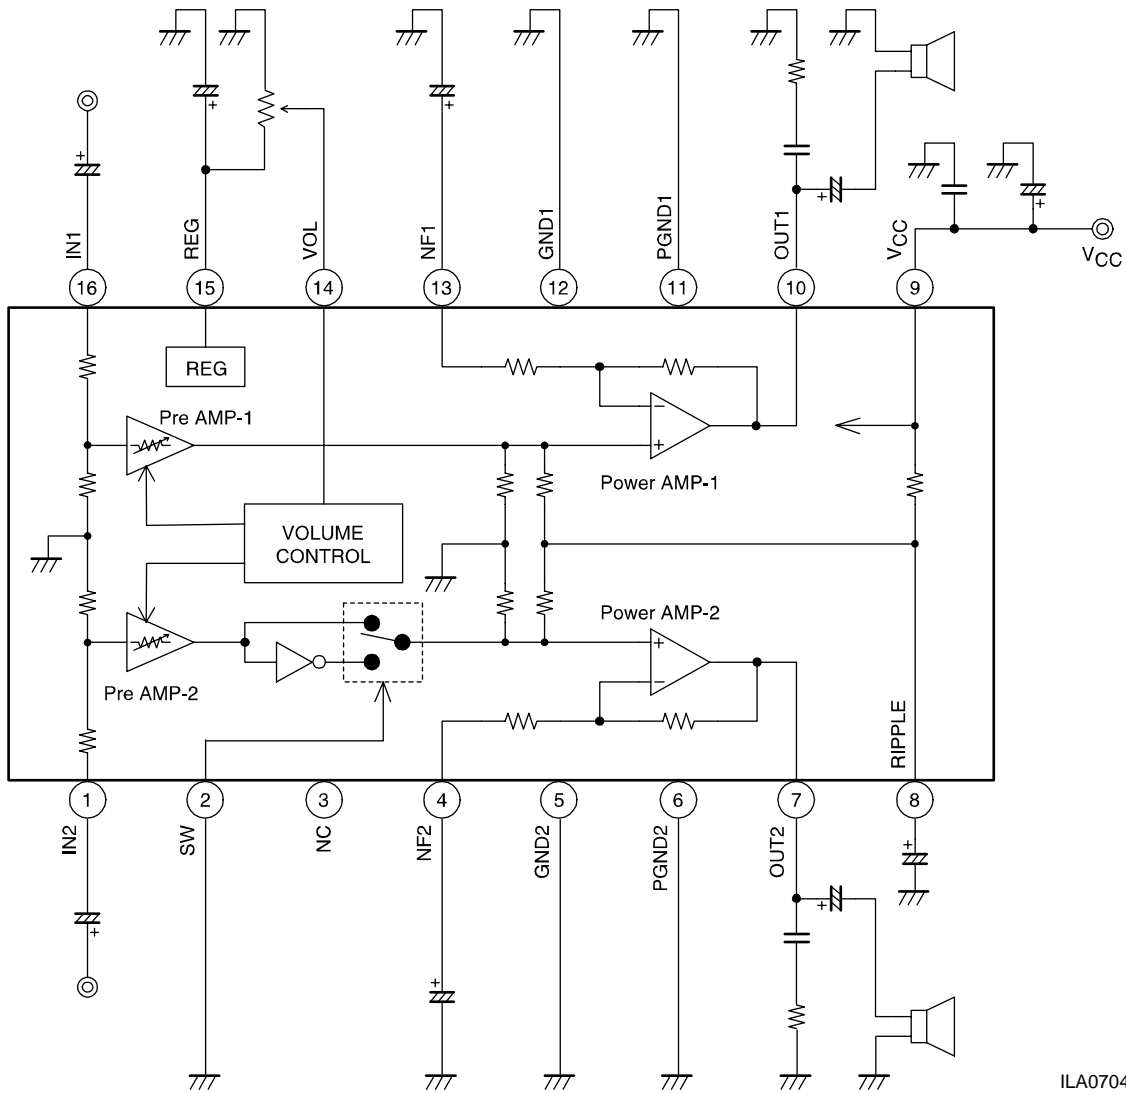 +
+
+
+
IN1
REG
VOL
NF1
GND1
PGND1
OUT1
VCC
+
+
VCC
16
15
14
13
12
11
10
9
REG
Pre AMP-1
−
+
Power AMP-1
VOLUME
CONTROL
Pre AMP-2
Power AMP-2
+
−
RIPPLE
1
2
3
4
5
6
7
8
IN2
SW
NC
NF2
GND2
PGND2
OUT2
+
+
+
+
ILA0704